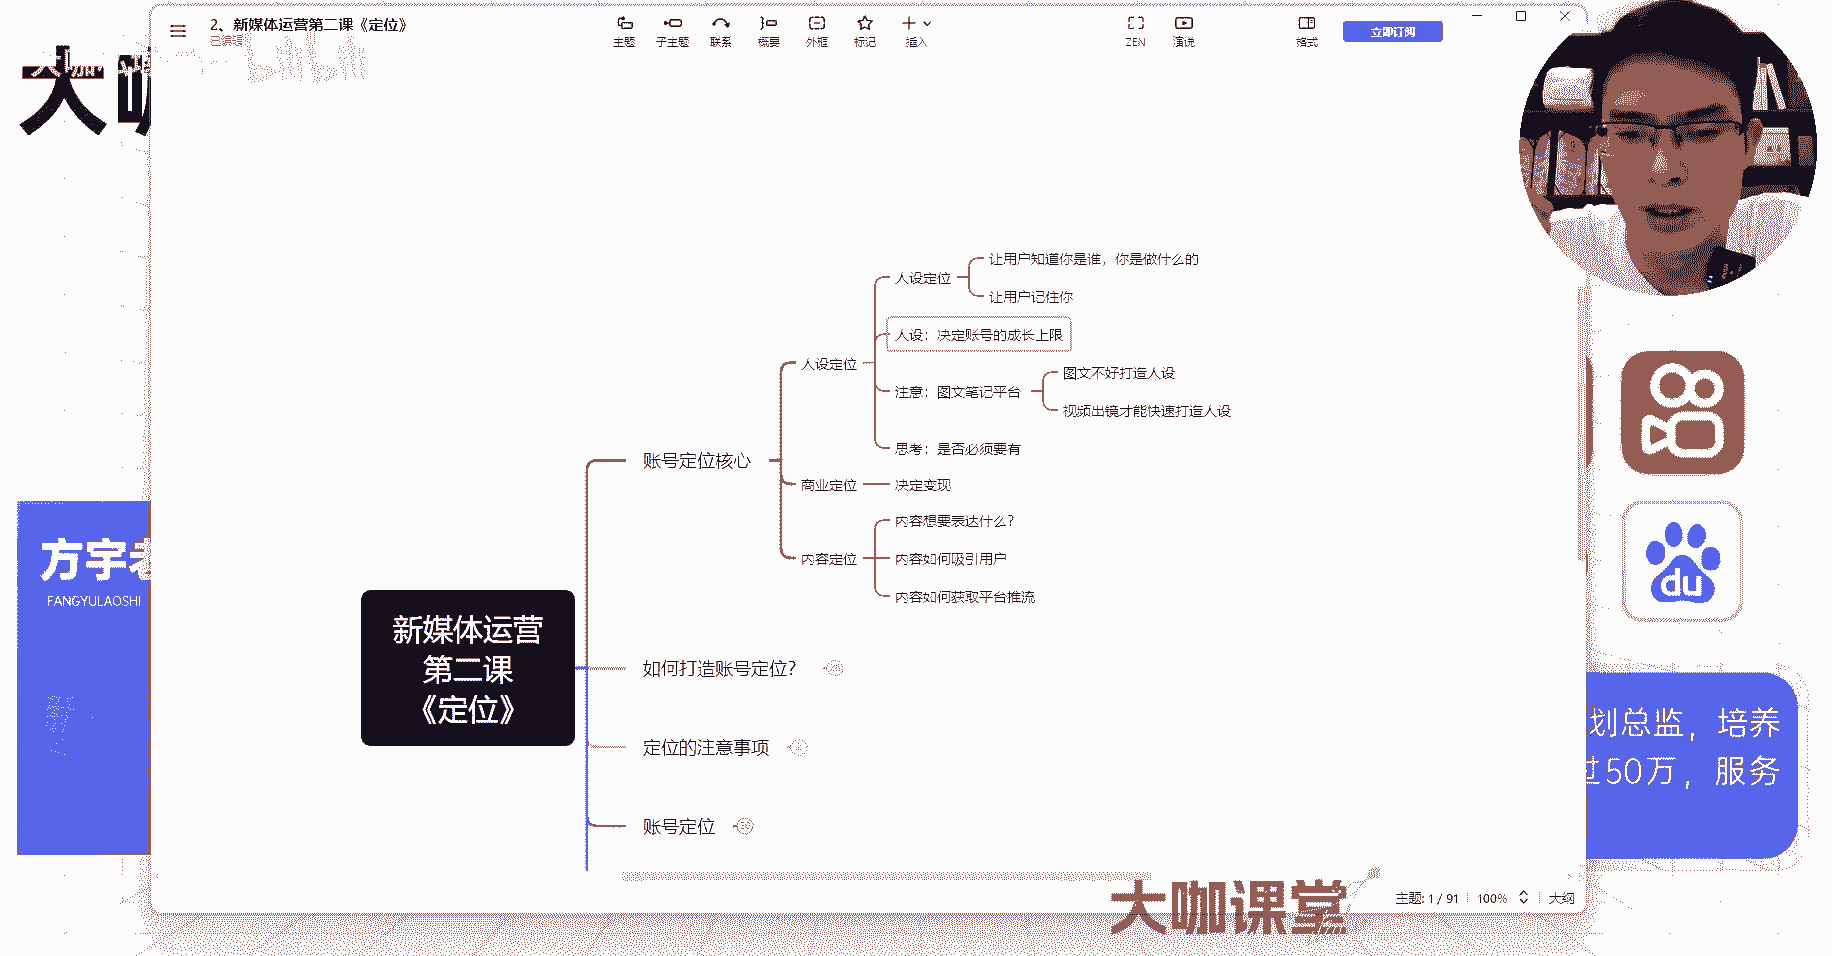 2、新媒体运营第二课《定位》
已编辑
主题
子主题
联系
概要
外框
标记
插入
ZEN
演说
格式
立即订阅
大咖
人设定位
让用户知道你是谁，你是做什么的
让用户记住你
人设：决定账号的成长上限
人设定位
注意：图文笔记平台
图文不好打造人设
视频出镜才能快速打造人设
思考：是否必须要有
账号定位核心
商业定位
决定变现
内容想要表达什么？
内容定位
内容如何吸引用户
内容如何获取平台推流
方宇老
FANGYULAOSHI
du
新媒体运营
第二课
《定位》
如何打造账号定位？
定位的注意事项
账号定位
划总监，培养
过50万，服务
大咖课堂
主题: 1 / 91
100%
大纲